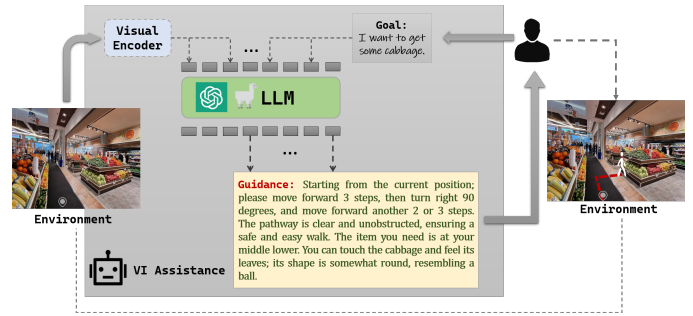 Visual
Encoder
...
Goal:
I want to get
some cabbage.
LLM
...
Environment
Environment
Guidance: Starting from the current position;
please move forward 3 steps, then turn right 90
degrees, and move forward another 2 or 3 steps.
The pathway is clear and unobstructed, ensuring a
safe and easy walk. The item you need is at your
middle lower. You can touch the cabbage and feel its
leaves; its shape is somewhat round, resembling a
ball.
VI Assistance